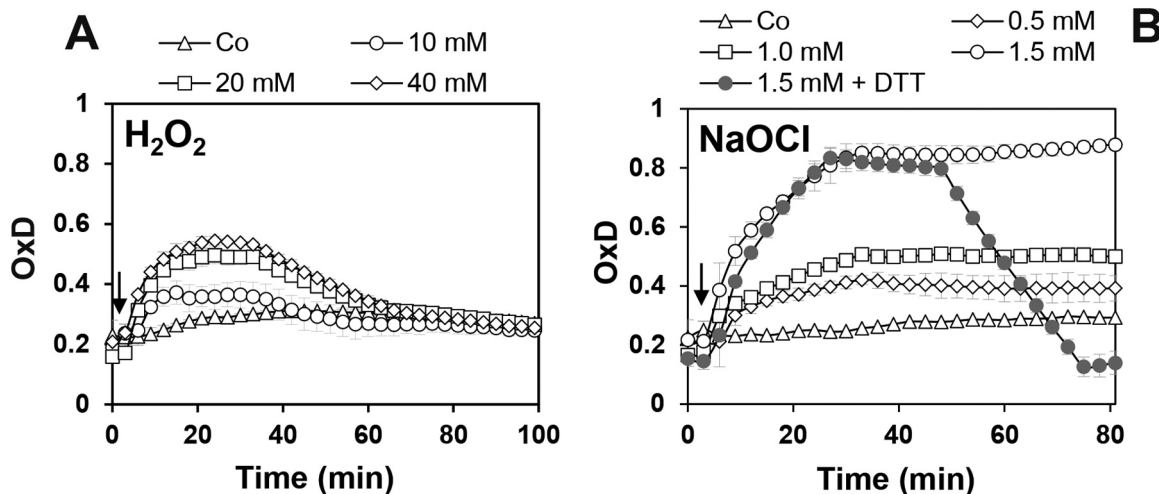 A
Co
10 mM
20 mM
40 mM
H₂O₂
1
0.8
0.6
0.4
0.2
0
OxD
0 20 40 60 80 100
Time (min)
B
Co
0.5 mM
1.0 mM
1.5 mM
1.5 mM + DTT
NaOCl
1
0.8
0.6
0.4
0.2
0
OxD
0 20 40 60 80
Time (min)